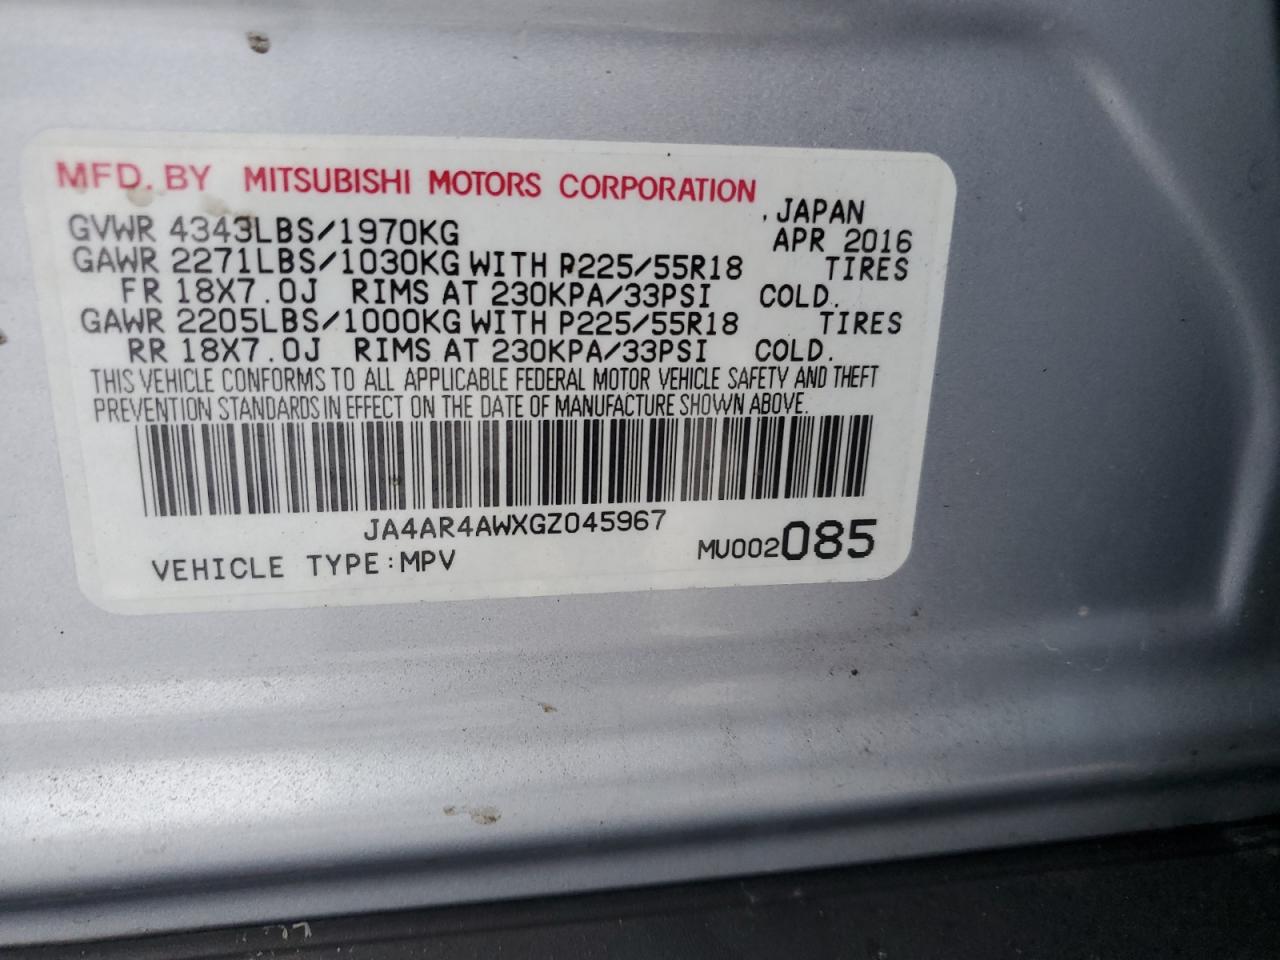 MFD. BY MITSUBISHI MOTORS CORPORATION, JAPAN
GVWR 4343LBS/1970KG APR 2016
GAWR 2271LBS/1030KG WITH P225/55R18 TIRES
FR 18X7.0J RIMS AT 230KPA/33PSI COLD.
GAWR 2205LBS/1000KG WITH P225/55R18 TIRES
RR 18X7.0J RIMS AT 230KPA/33PSI COLD.
THIS VEHICLE CONFORMS TO ALL APPLICABLE FEDERAL MOTOR VEHICLE SAFETY AND THEFT
PREVENTION STANDARDS IN EFFECT ON THE DATE OF MANUFACTURE SHOWN ABOVE.
JA4AR4AWXGZ045967
VEHICLE TYPE:MPV MU002085